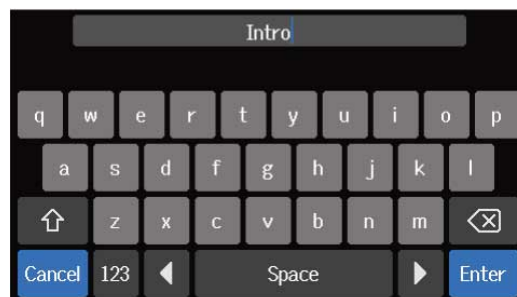 Intro
q w e r t y u i o p
a s d f g h j k l
z x c v b n m
Cancel 123 Space Enter